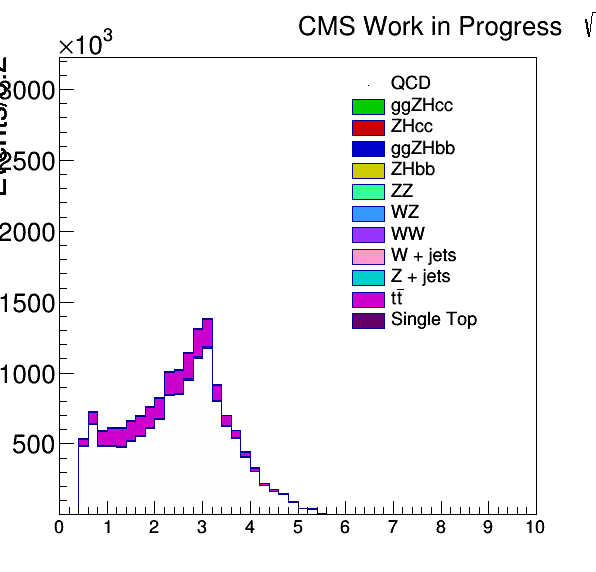 CMS Work in Progress √
×10³
3000
2500
2000
1500
1000
500
QCD
ggZHcc
ZHcc
ggZHbb
ZHbb
ZZ
WZ
WW
W + jets
Z + jets
tt̄
Single Top
0 1 2 3 4 5 6 7 8 9 10